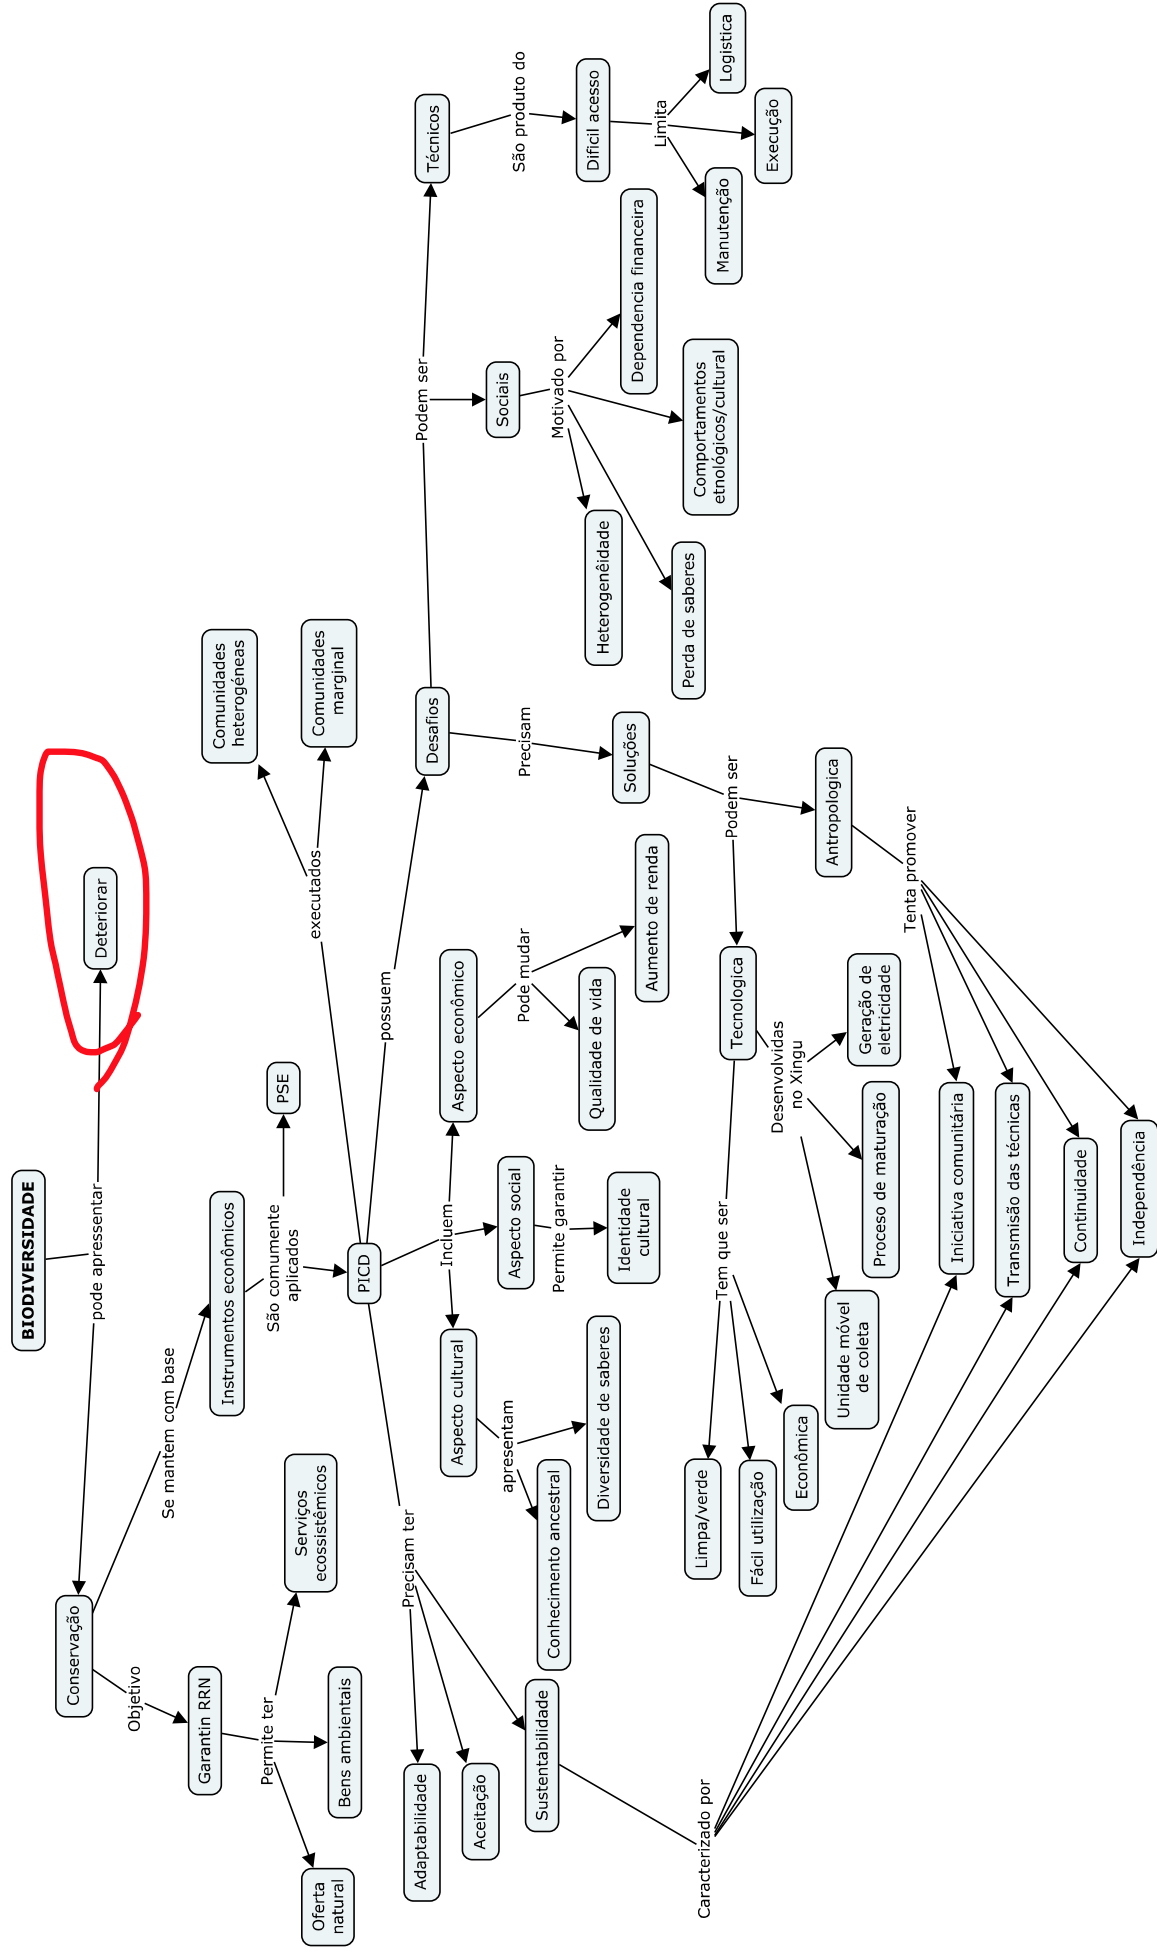 BIODIVERSIDADE
pode apressentar
Conservação
Deteriorar
Objetivo
Se mantem com base
Garantin RRN
Instrumentos econômicos
Permite ter
São comumente
aplicados
PSE
Oferta
natural
Bens ambientais
Serviços
ecossistêmicos
PICD
executados
Comunidades
heterogéneas
Comunidades
marginal
Precisam ter
Incluem
possuem
Adaptabilidade
Aceitação
Sustentabilidade
Aspecto cultural
Aspecto social
Aspecto econômico
Desafios
apresentam
Conhecimento ancestral
Diversidade de saberes
Permite garantir
Identidade
cultural
Pode mudar
Qualidade de vida
Aumento de renda
Podem ser
Sociais
Técnicos
Motivado por
Heterogenêidade
Perda de saberes
Comportamentos
etnológicos/cultural
Dependencia financeira
São produto do
Dificil acesso
Limita
Manutenção
Execução
Logistica
Precisam
Soluções
Podem ser
Tecnologica
Antropologica
Tem que ser
Limpa/verde
Fácil utilização
Econômica
Desenvolvidas
no Xingu
Unidade móvel
de coleta
Proceso de maturação
Geração de
eletricidade
Tenta promover
Caracterizado por
Iniciativa comunitária
Transmisão das técnicas
Continuidade
Independência